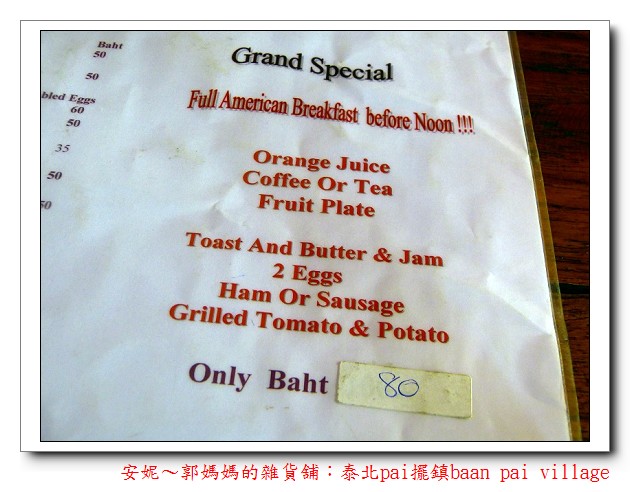 Baht
50
50
bled Eggs
60
50
35
50
50
Grand Special
Full American Breakfast before Noon !!!
Orange Juice
Coffee Or Tea
Fruit Plate
Toast And Butter & Jam
2 Eggs
Ham Or Sausage
Grilled Tomato & Potato
Only Baht 80
安妮~郭媽媽的雜貨舖:泰北pai擺鎮baan pai village